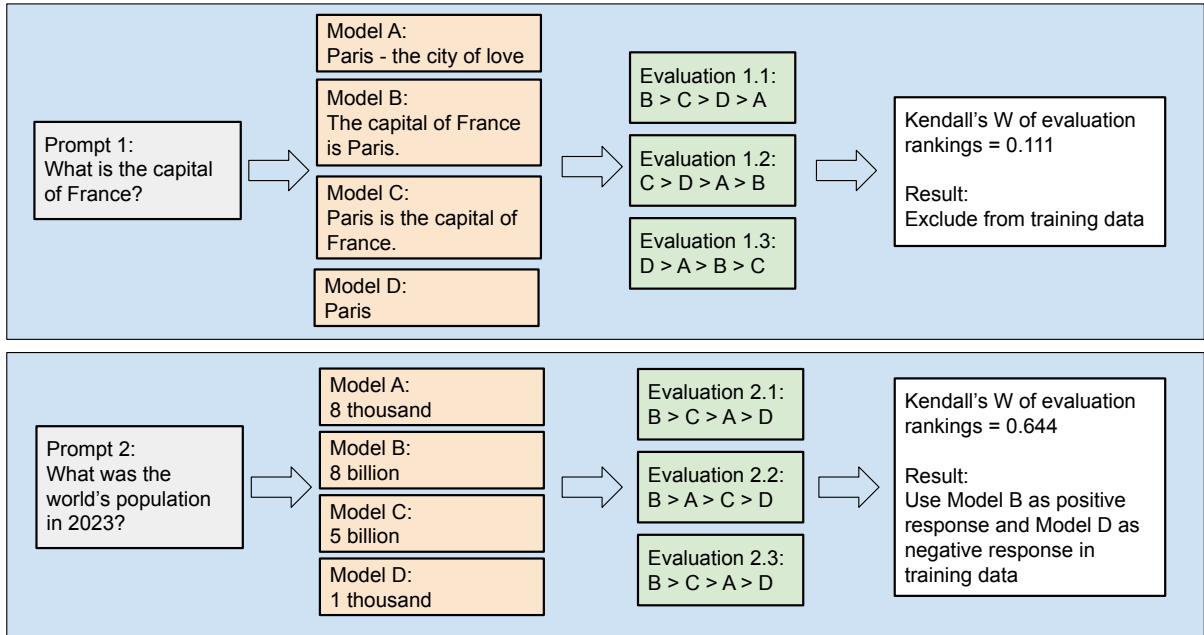 Prompt 1:
What is the capital
of France?
Model A:
Paris - the city of love
Model B:
The capital of France
is Paris.
Model C:
Paris is the capital of
France.
Model D:
Paris
Evaluation 1.1:
B > C > D > A
Evaluation 1.2:
C > D > A > B
Evaluation 1.3:
D > A > B > C
Kendall's W of evaluation
rankings = 0.111
Result:
Exclude from training data
Prompt 2:
What was the
world's population
in 2023?
Model A:
8 thousand
Model B:
8 billion
Model C:
5 billion
Model D:
1 thousand
Evaluation 2.1:
B > C > A > D
Evaluation 2.2:
B > A > C > D
Evaluation 2.3:
B > C > A > D
Kendall's W of evaluation
rankings = 0.644
Result:
Use Model B as positive
response and Model D as
negative response in
training data